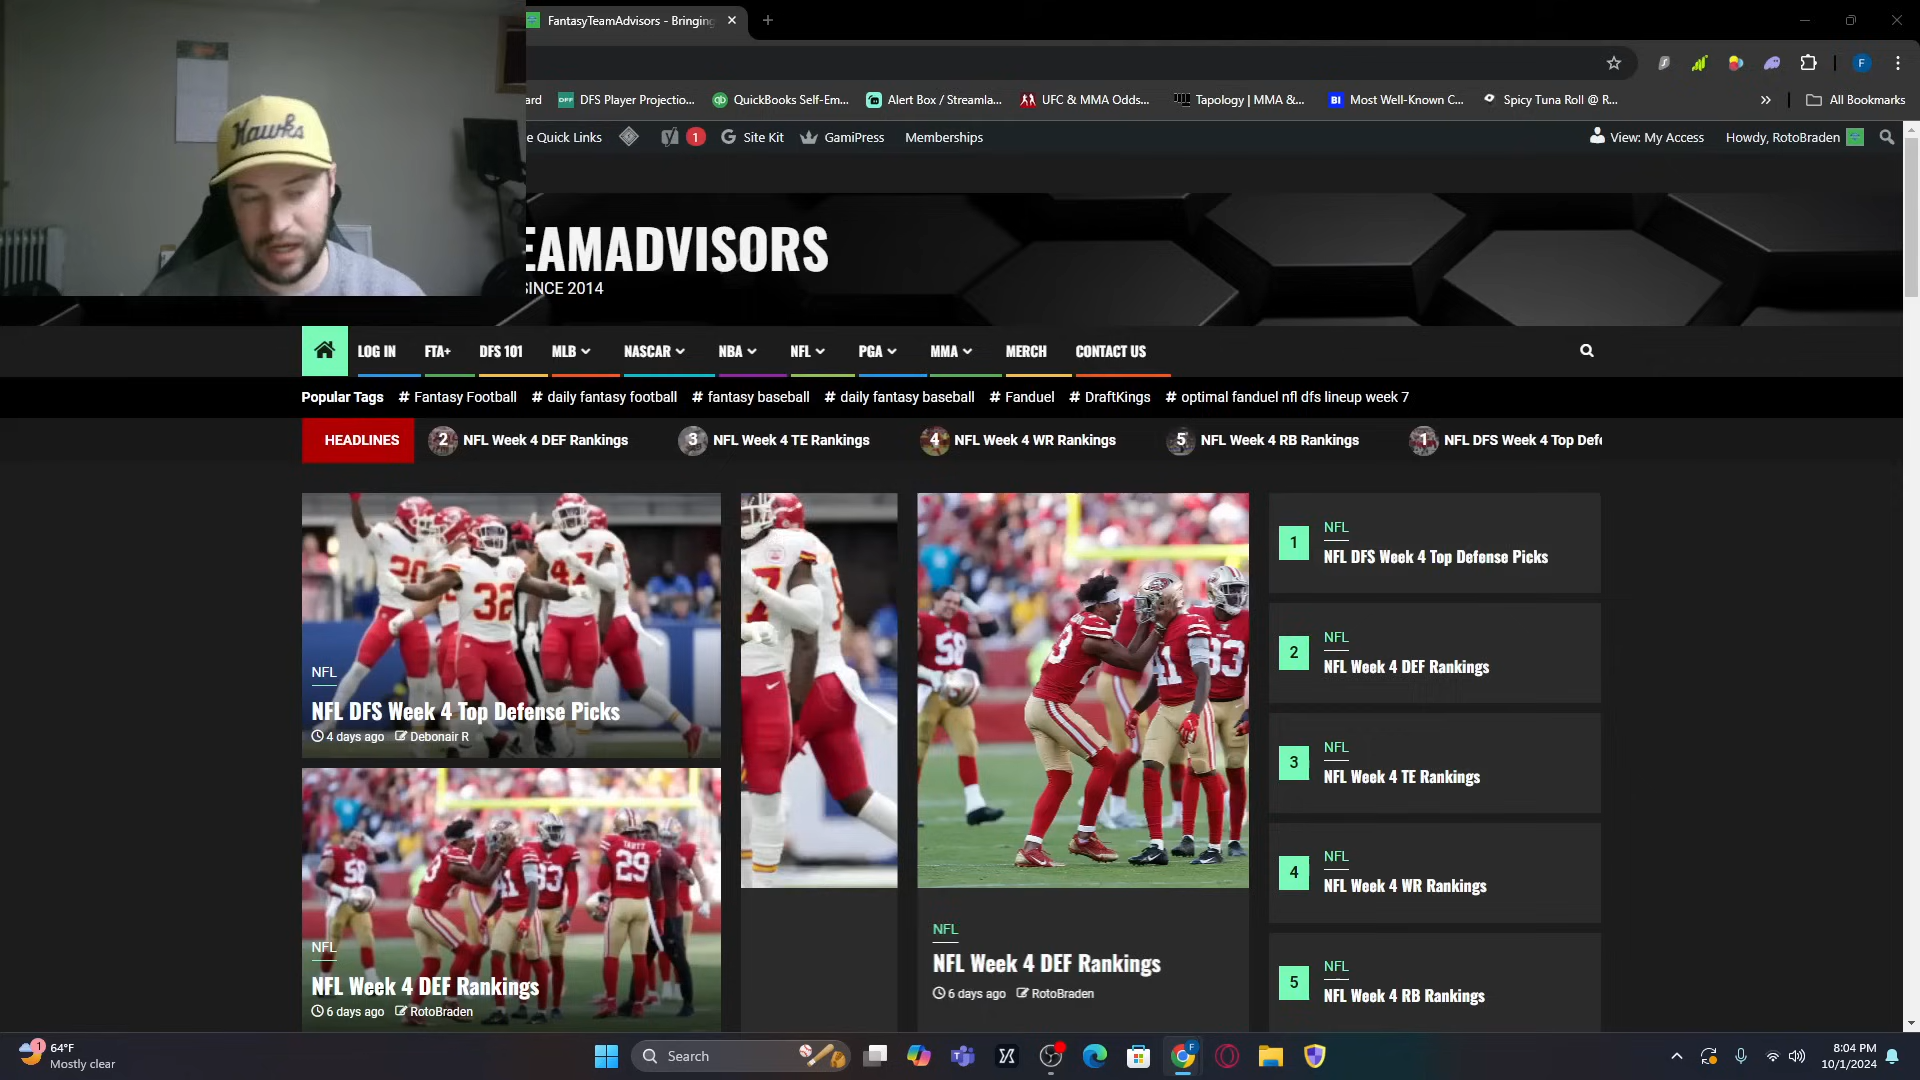 Hawks
FantasyTeamAdvisors - Bringing
ard
DFS Player Projectio...
QuickBooks Self-Em...
Alert Box / Streamla...
UFC & MMA Odds...
Tapology | MMA &...
BI
Most Well-Known C...
Spicy Tuna Roll @ R...
All Bookmarks
e Quick Links
1
Site Kit
GamiPress
Memberships
View: My Access
Howdy, RotoBraden
EAMADVISORS
SINCE 2014
LOG IN
FTA+
DFS 101
MLB
NASCAR
NBA
NFL
PGA
MMA
MERCH
CONTACT US
Popular Tags
# Fantasy Football
# daily fantasy football
# fantasy baseball
# daily fantasy baseball
# Fanduel
# DraftKings
# optimal fanduel nfl dfs lineup week 7
HEADLINES
2 NFL Week 4 DEF Rankings
3 NFL Week 4 TE Rankings
4 NFL Week 4 WR Rankings
5 NFL Week 4 RB Rankings
1 NFL DFS Week 4 Top Defe
NFL
NFL DFS Week 4 Top Defense Picks
4 days ago Debonair R
NFL
NFL Week 4 DEF Rankings
6 days ago RotoBraden
NFL
NFL Week 4 DEF Rankings
6 days ago RotoBraden
1
NFL
NFL DFS Week 4 Top Defense Picks
2
NFL
NFL Week 4 DEF Rankings
3
NFL
NFL Week 4 TE Rankings
4
NFL
NFL Week 4 WR Rankings
5
NFL
NFL Week 4 RB Rankings
1
64°F
Mostly clear
Search
8:04 PM
10/1/2024